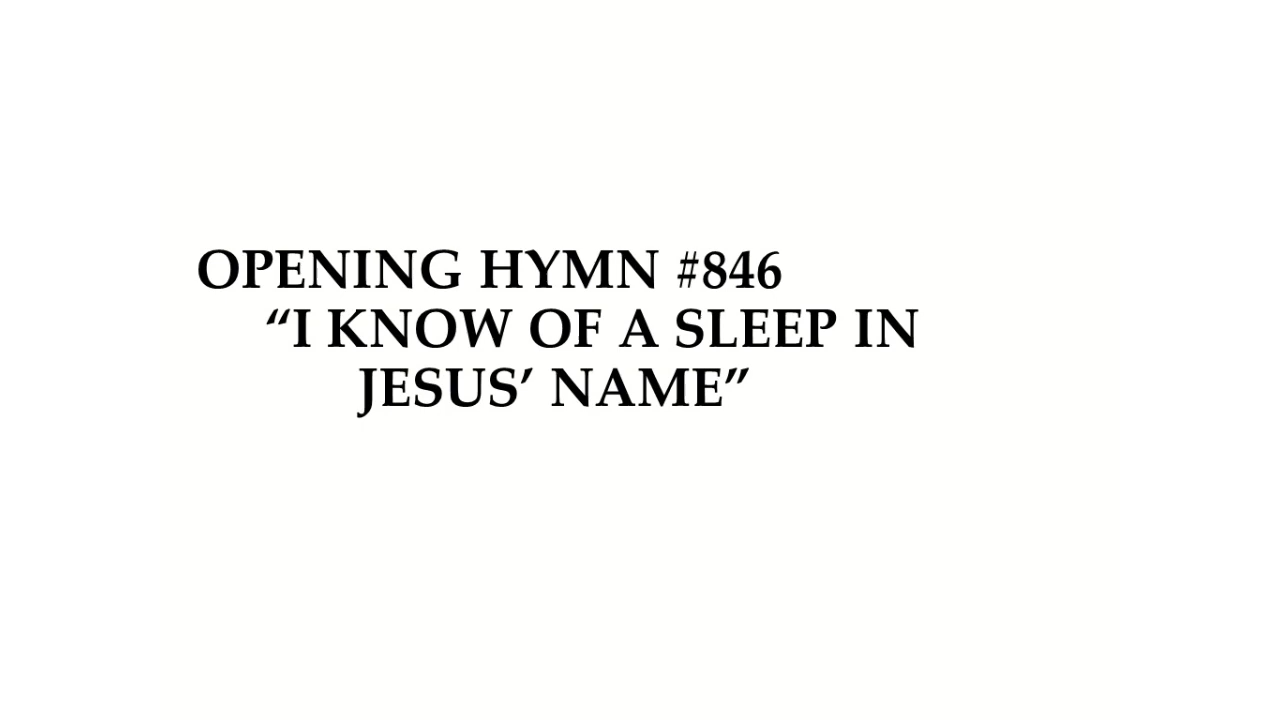 OPENING HYMN #846
“I KNOW OF A SLEEP IN
JESUS’ NAME”